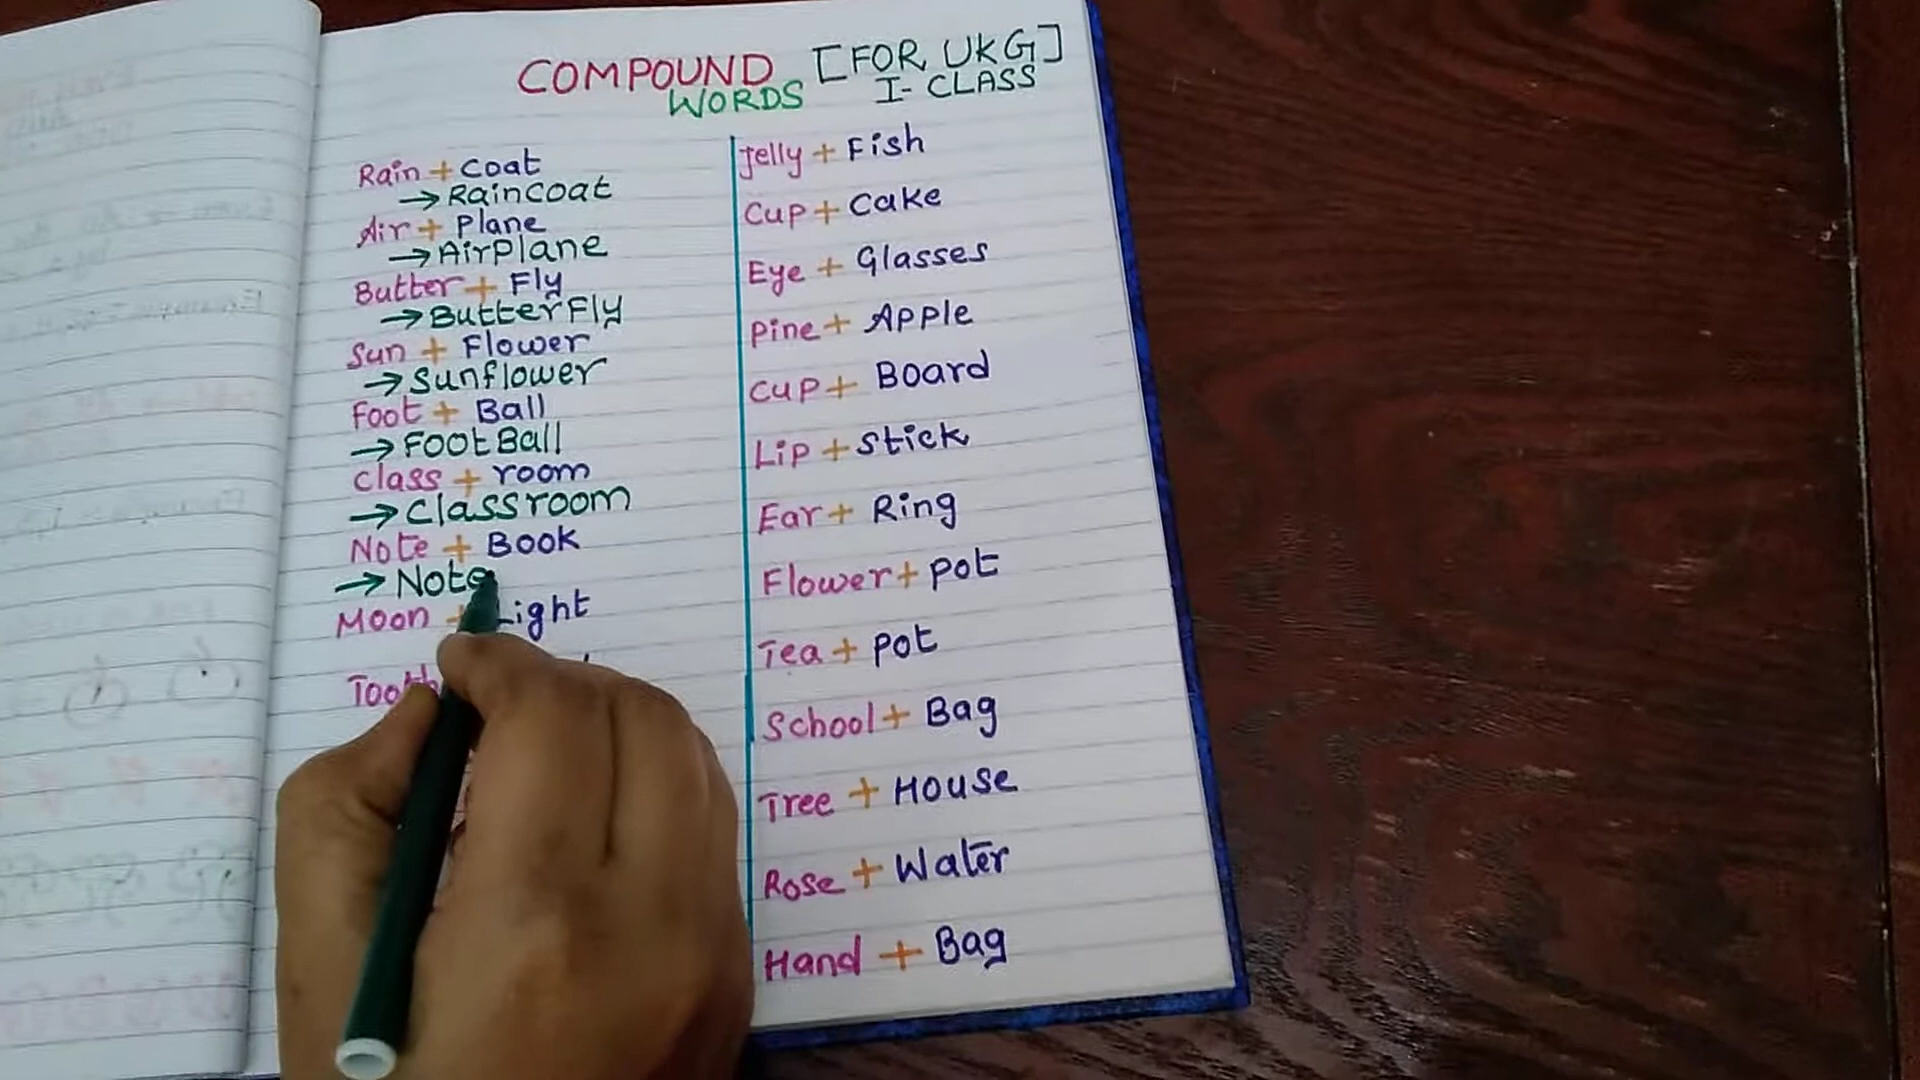 COMPOUND [FOR UKG]
WORDS I- CLASS
Rain + Coat
→ Raincoat
Air + Plane
→ AirPlane
Butter + Fly
→ ButterFly
Sun + Flower
→ Sunflower
Foot + Ball
→ FootBall
Class + room
→ Classroom
Note + Book
→ Note
Moon + Light
Jelly + Fish
Cup + Cake
Eye + Glasses
Pine + Apple
Cup + Board
Lip + Stick
Ear + Ring
Flower + Pot
Tea + Pot
School + Bag
Tree + House
Rose + Water
Hand + Bag